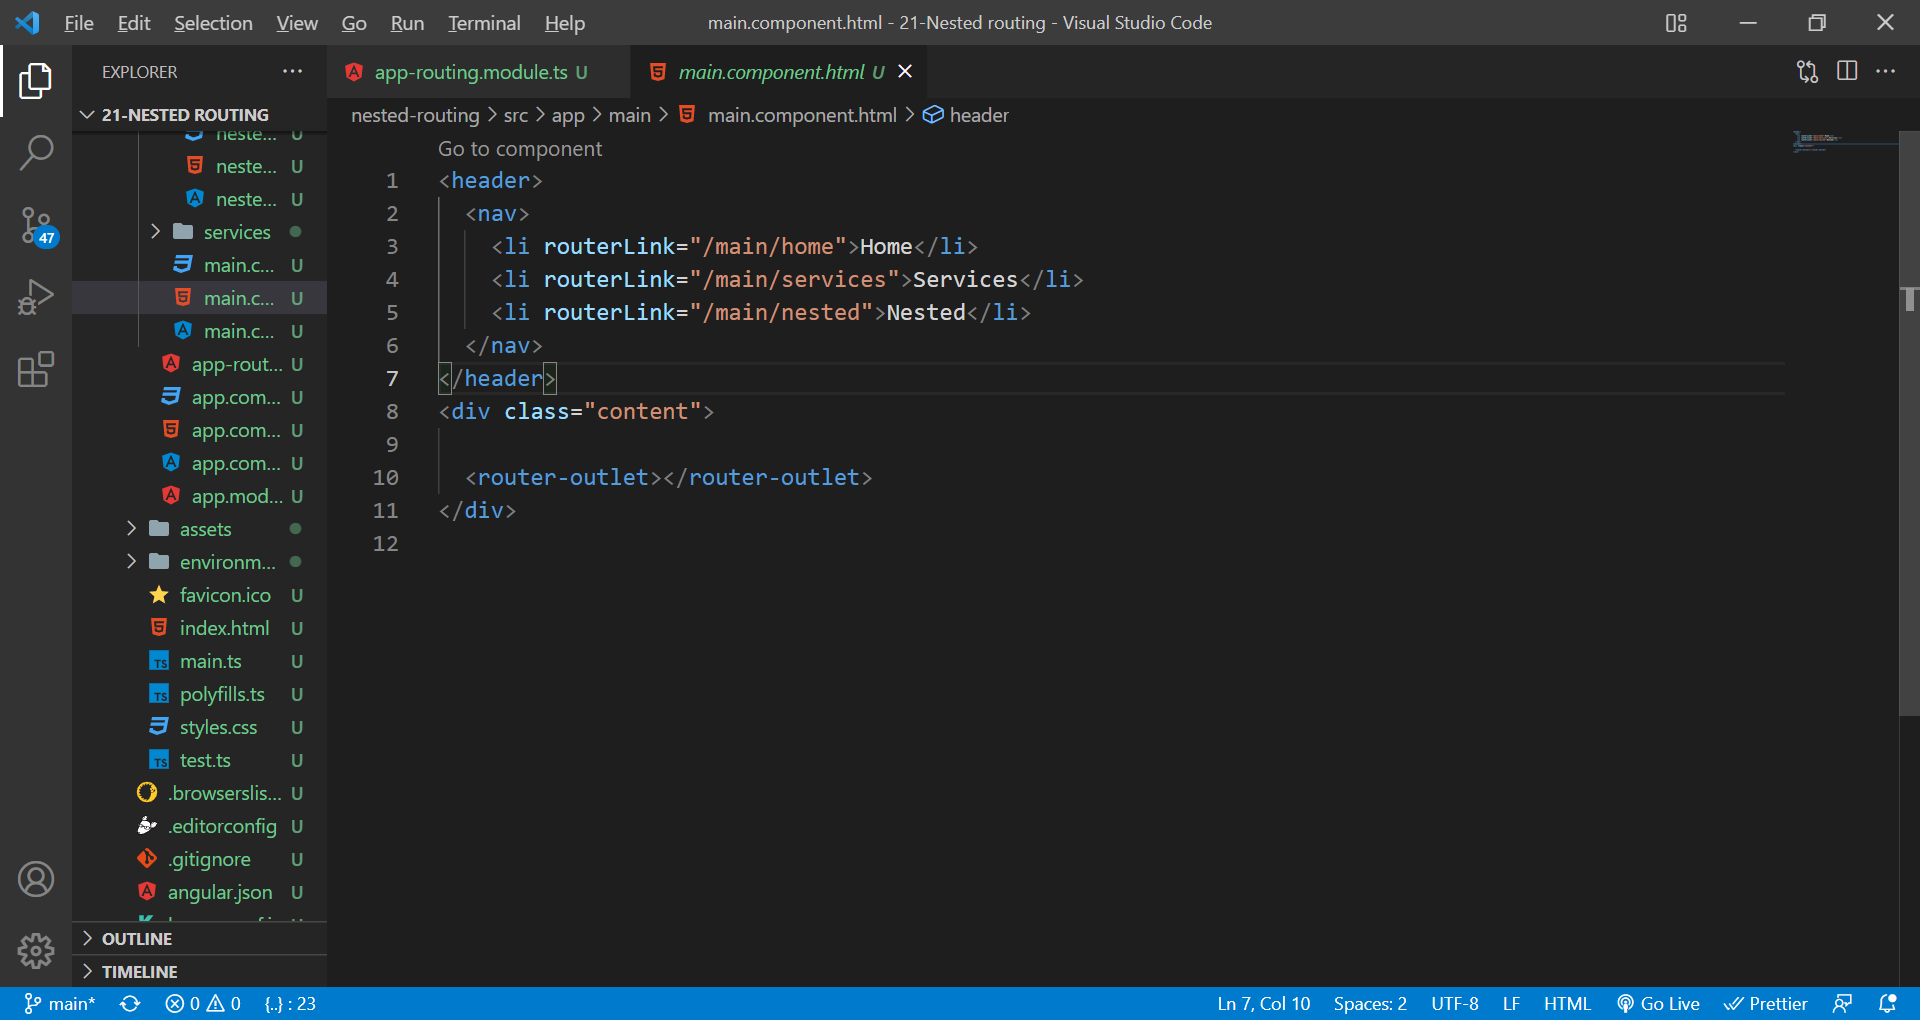 File Edit Selection View Go Run Terminal Help
main.component.html - 21-Nested routing - Visual Studio Code
EXPLORER
21-NESTED ROUTING
neste... U
neste... U
neste... U
services
main.c... U
main.c... U
main.c... U
app-rout... U
app.com... U
app.com... U
app.com... U
app.mod... U
assets
environm...
favicon.ico U
index.html U
TS main.ts U
TS polyfills.ts U
styles.css U
TS test.ts U
.browserslis... U
.editorconfig U
.gitignore U
angular.json U
OUTLINE
TIMELINE
47
app-routing.module.ts U
main.component.html U
nested-routing > src > app > main > main.component.html > header
Go to component
1 <header>
2 <nav>
3 <li routerLink="/main/home">Home</li>
4 <li routerLink="/main/services">Services</li>
5 <li routerLink="/main/nested">Nested</li>
6 </nav>
7 </header>
8 <div class="content">
9
10 <router-outlet></router-outlet>
11 </div>
12
main* 0 0 {..} : 23
Ln 7, Col 10 Spaces: 2 UTF-8 LF HTML Go Live Prettier